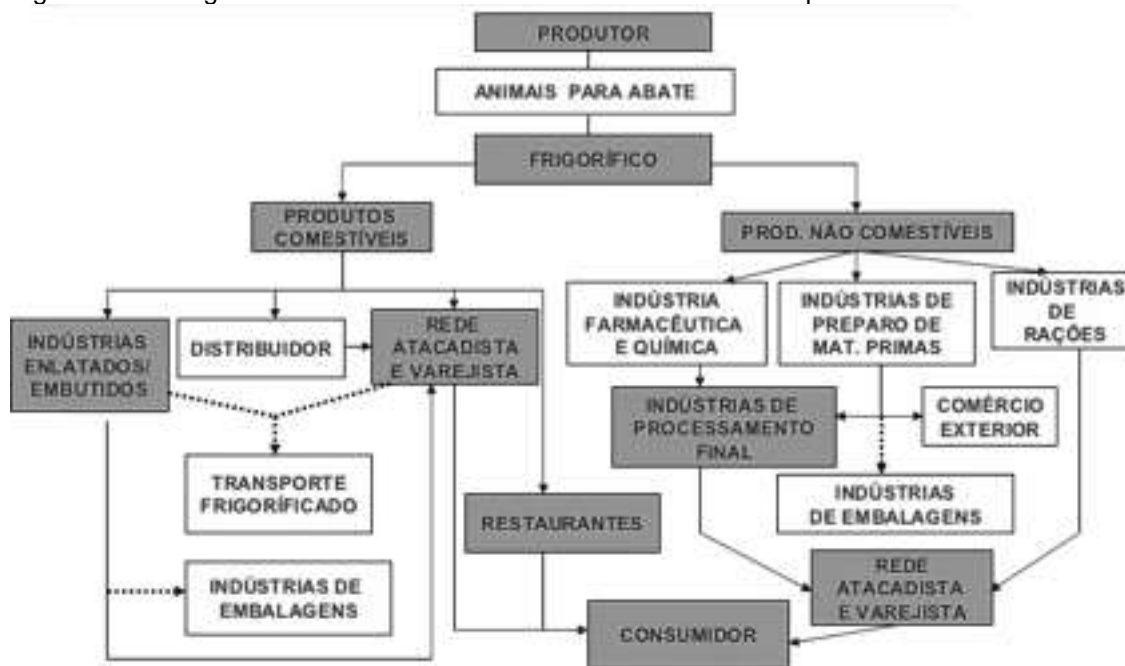 PRODUTOR
ANIMAIS PARA ABATE
FRIGORÍFICO
PRODUTOS
COMESTÍVEIS
PROD. NÃO COMESTÍVEIS
INDÚSTRIAS
ENLATADOS/
EMBUTIDOS
DISTRIBUIDOR
REDE
ATACADISTA
E VAREJISTA
INDÚSTRIA
FARMACÊUTICA
E QUÍMICA
INDÚSTRIAS DE
PREPARO DE
MAT. PRIMAS
INDÚSTRIAS
DE
RAÇÕES
INDÚSTRIAS DE
PROCESSAMENTO
FINAL
COMÉRCIO
EXTERIOR
TRANSPORTE
FRIGORÍFICADO
RESTAURANTES
INDÚSTRIAS
DE EMBALAGENS
INDÚSTRIAS DE
EMBALAGENS
REDE
ATACADISTA
E VAREJISTA
CONSUMIDOR